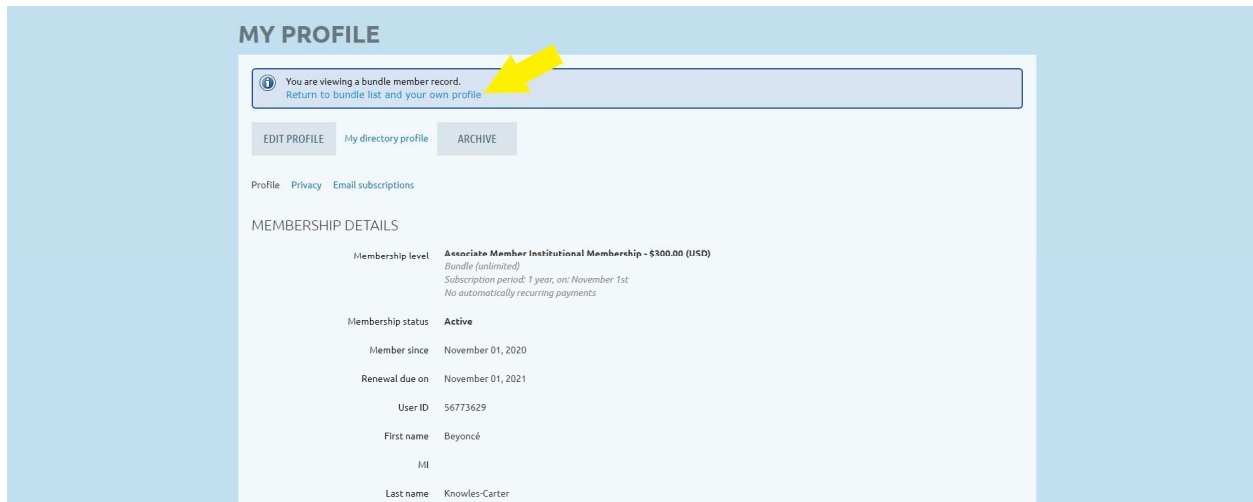 MY PROFILE
You are viewing a bundle member record.
Return to bundle list and your own profile
EDIT PROFILE My directory profile ARCHIVE
Profile Privacy Email subscriptions
MEMBERSHIP DETAILS
Membership level Associate Member Institutional Membership - $300.00 (USD)
Bundle (unlimited)
Subscription period: 1 year, on: November 1st
No automatically recurring payments
Membership status Active
Member since November 01, 2020
Renewal due on November 01, 2021
User ID 56773629
First name Beyoncé
MI
Last name Knowles-Carter